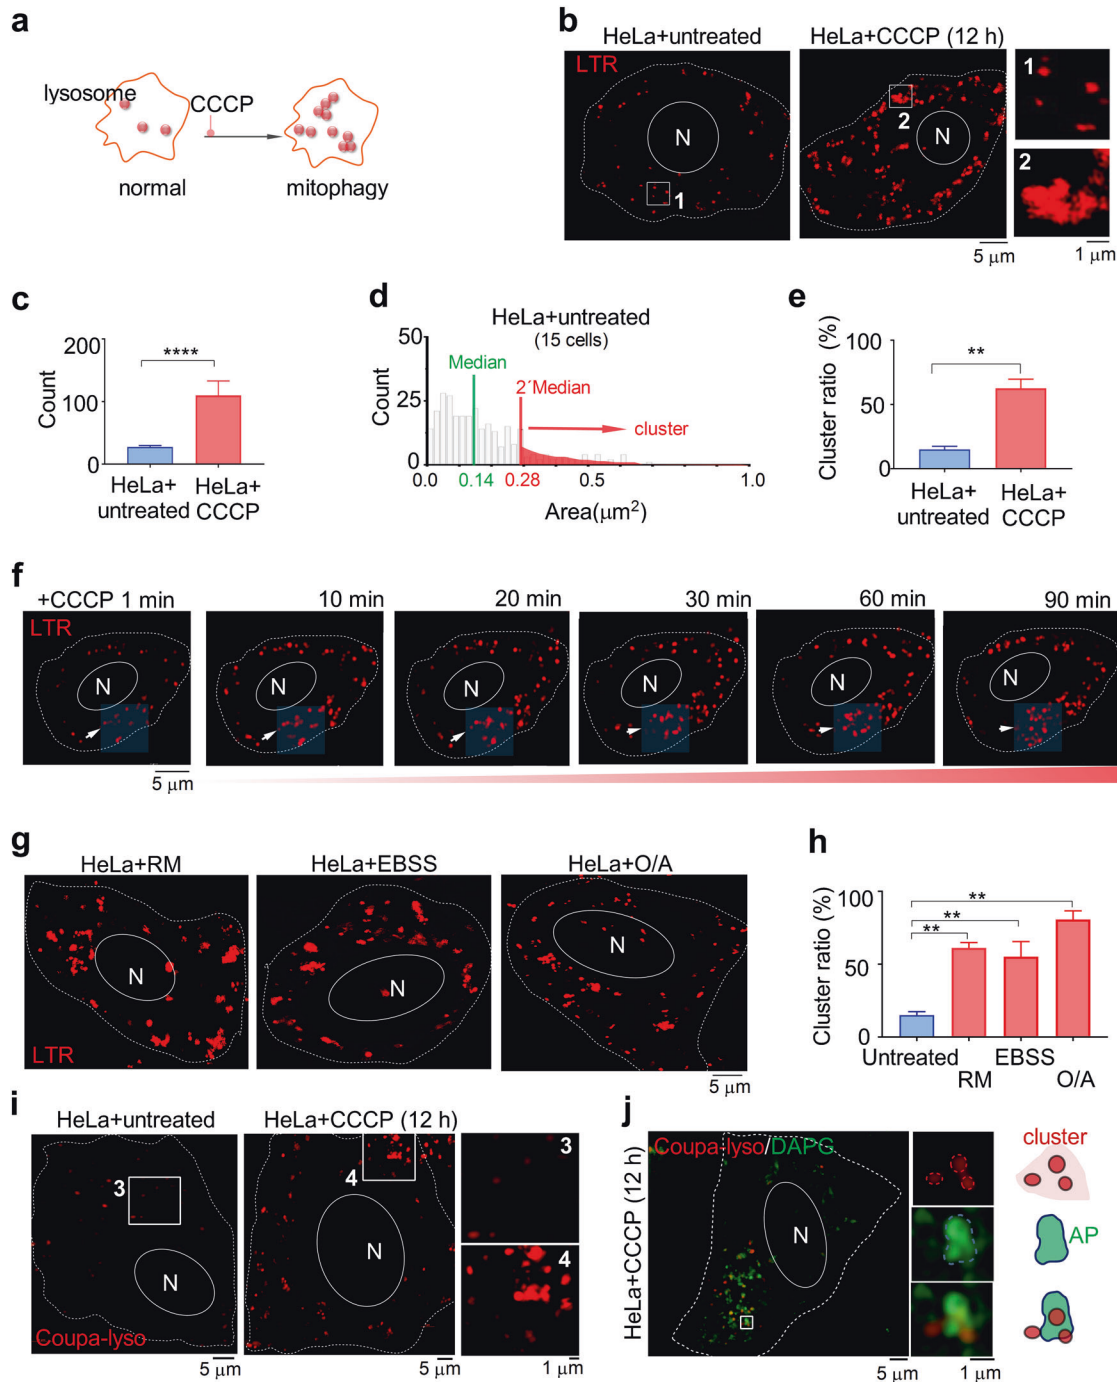 a
lysosome
CCCP
normal
mitophagy
b
HeLa+untreated
HeLa+CCCP (12 h)
LTR
N
1
N
2
1
2
5 μm
1 μm
c
Count
200
100
0
****
HeLa+
untreated
HeLa+
CCCP
d
HeLa+untreated
(15 cells)
Count
50
25
0
Median
2´Median
cluster
0.0
0.14
0.28
0.5
1.0
Area(μm²)
e
Cluster ratio (%)
100
50
0
**
HeLa+
untreated
HeLa+
CCCP
f
+CCCP 1 min
10 min
20 min
30 min
60 min
90 min
LTR
N
N
N
N
N
N
5 μm
g
HeLa+RM
HeLa+EBSS
HeLa+O/A
N
N
N
LTR
5 μm
h
Cluster ratio (%)
100
50
0
**
**
**
Untreated
RM
EBSS
O/A
i
HeLa+untreated
HeLa+CCCP (12 h)
3
N
Coupa-lyso
4
N
3
4
5 μm
5 μm
1 μm
j
HeLa+CCCP (12 h)
Coupa-lyso/DAPG
N
cluster
AP
5 μm
1 μm